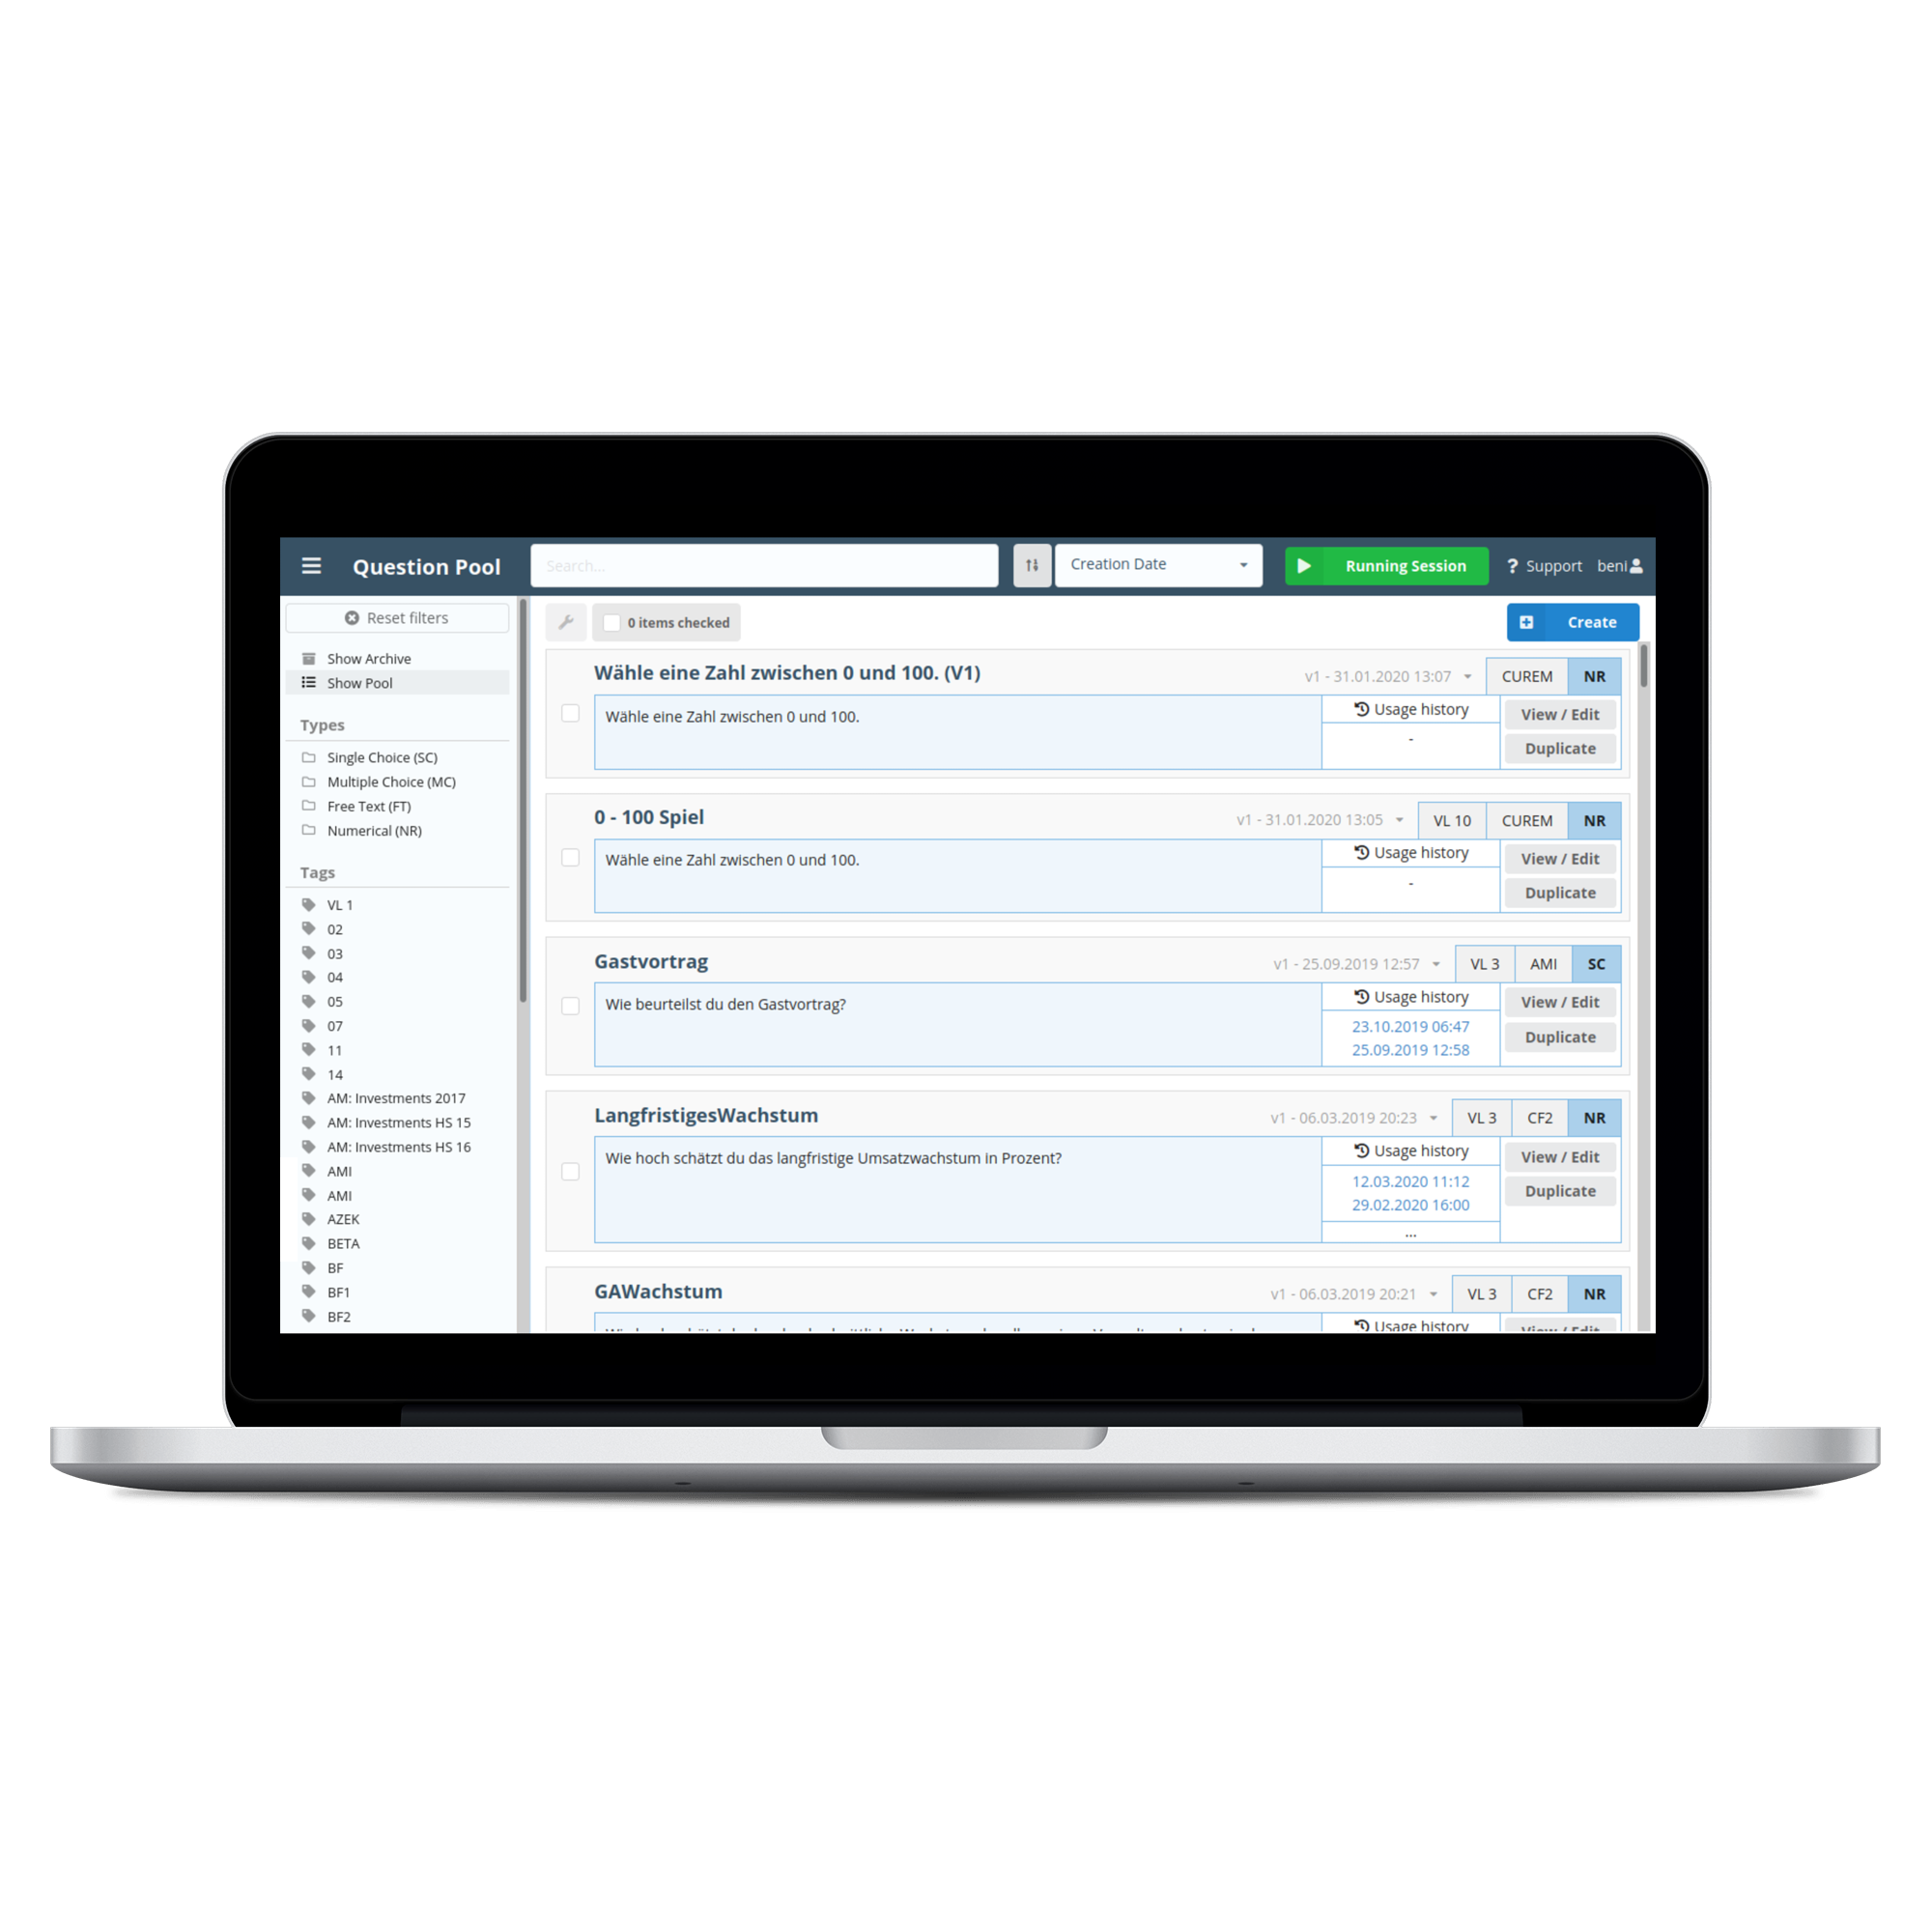 Question Pool
Search...
Creation Date
Running Session
? Support
beni
Reset filters
Show Archive
Show Pool
Types
Single Choice (SC)
Multiple Choice (MC)
Free Text (FT)
Numerical (NR)
Tags
VL 1
02
03
04
05
07
11
14
AM: Investments 2017
AM: Investments HS 15
AM: Investments HS 16
AMI
AMI
AZEK
BETA
BF
BF1
BF2
0 items checked
Create
Wähle eine Zahl zwischen 0 und 100. (V1)
v1 - 31.01.2020 13:07
CUREM
NR
Wähle eine Zahl zwischen 0 und 100.
Usage history
-
View / Edit
Duplicate
0 - 100 Spiel
v1 - 31.01.2020 13:05
VL 10
CUREM
NR
Wähle eine Zahl zwischen 0 und 100.
Usage history
-
View / Edit
Duplicate
Gastvortrag
v1 - 25.09.2019 12:57
VL 3
AMI
SC
Wie beurteilst du den Gastvortrag?
Usage history
23.10.2019 06:47
25.09.2019 12:58
View / Edit
Duplicate
LangfristigesWachstum
v1 - 06.03.2019 20:23
VL 3
CF2
NR
Wie hoch schätzt du das langfristige Umsatzwachstum in Prozent?
Usage history
12.03.2020 11:12
29.02.2020 16:00
...
View / Edit
Duplicate
GAWachstum
v1 - 06.03.2019 20:21
VL 3
CF2
NR
Usage history
View / Edit